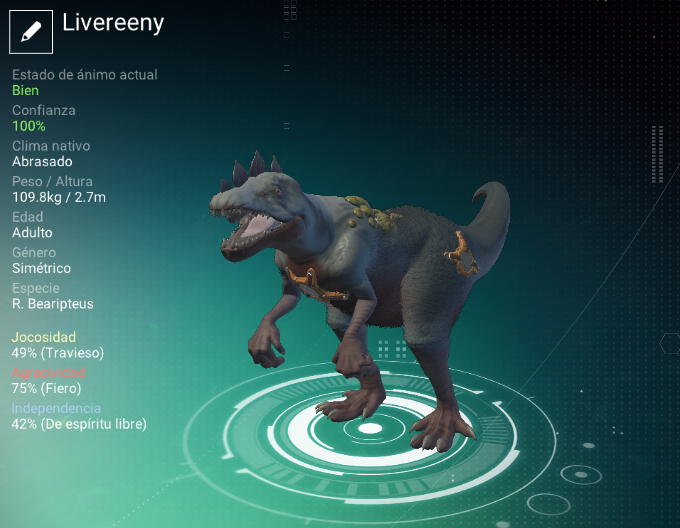 Livereeny
Estado de ánimo actual
Bien
Confianza
100%
Clima nativo
Abrasado
Peso / Altura
109.8kg / 2.7m
Edad
Adulto
Género
Simétrico
Especie
R. Bearipteus
Jocosidad
49% (Travieso)
Agresividad
75% (Fiero)
Independencia
42% (De espíritu libre)